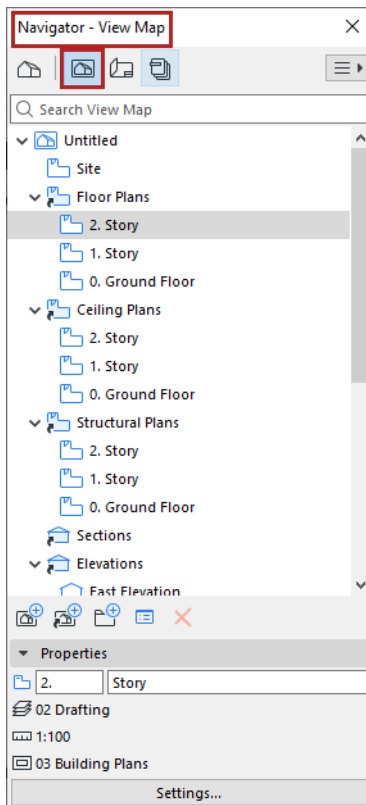 Navigator - View Map
Search View Map
Untitled
Site
Floor Plans
2. Story
1. Story
0. Ground Floor
Ceiling Plans
2. Story
1. Story
0. Ground Floor
Structural Plans
2. Story
1. Story
0. Ground Floor
Sections
Elevations
East Elevation
Properties
2. Story
02 Drafting
1:100
03 Building Plans
Settings...